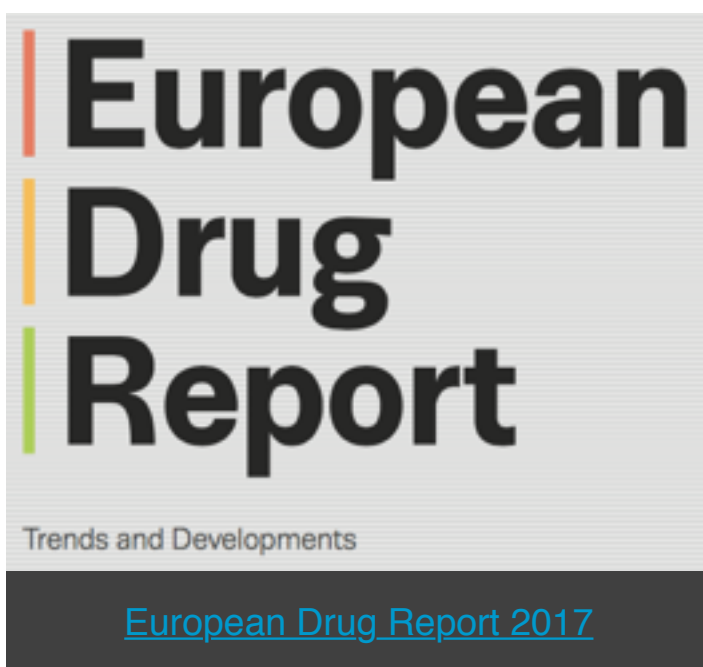 European
Drug
Report
Trends and Developments
European Drug Report 2017